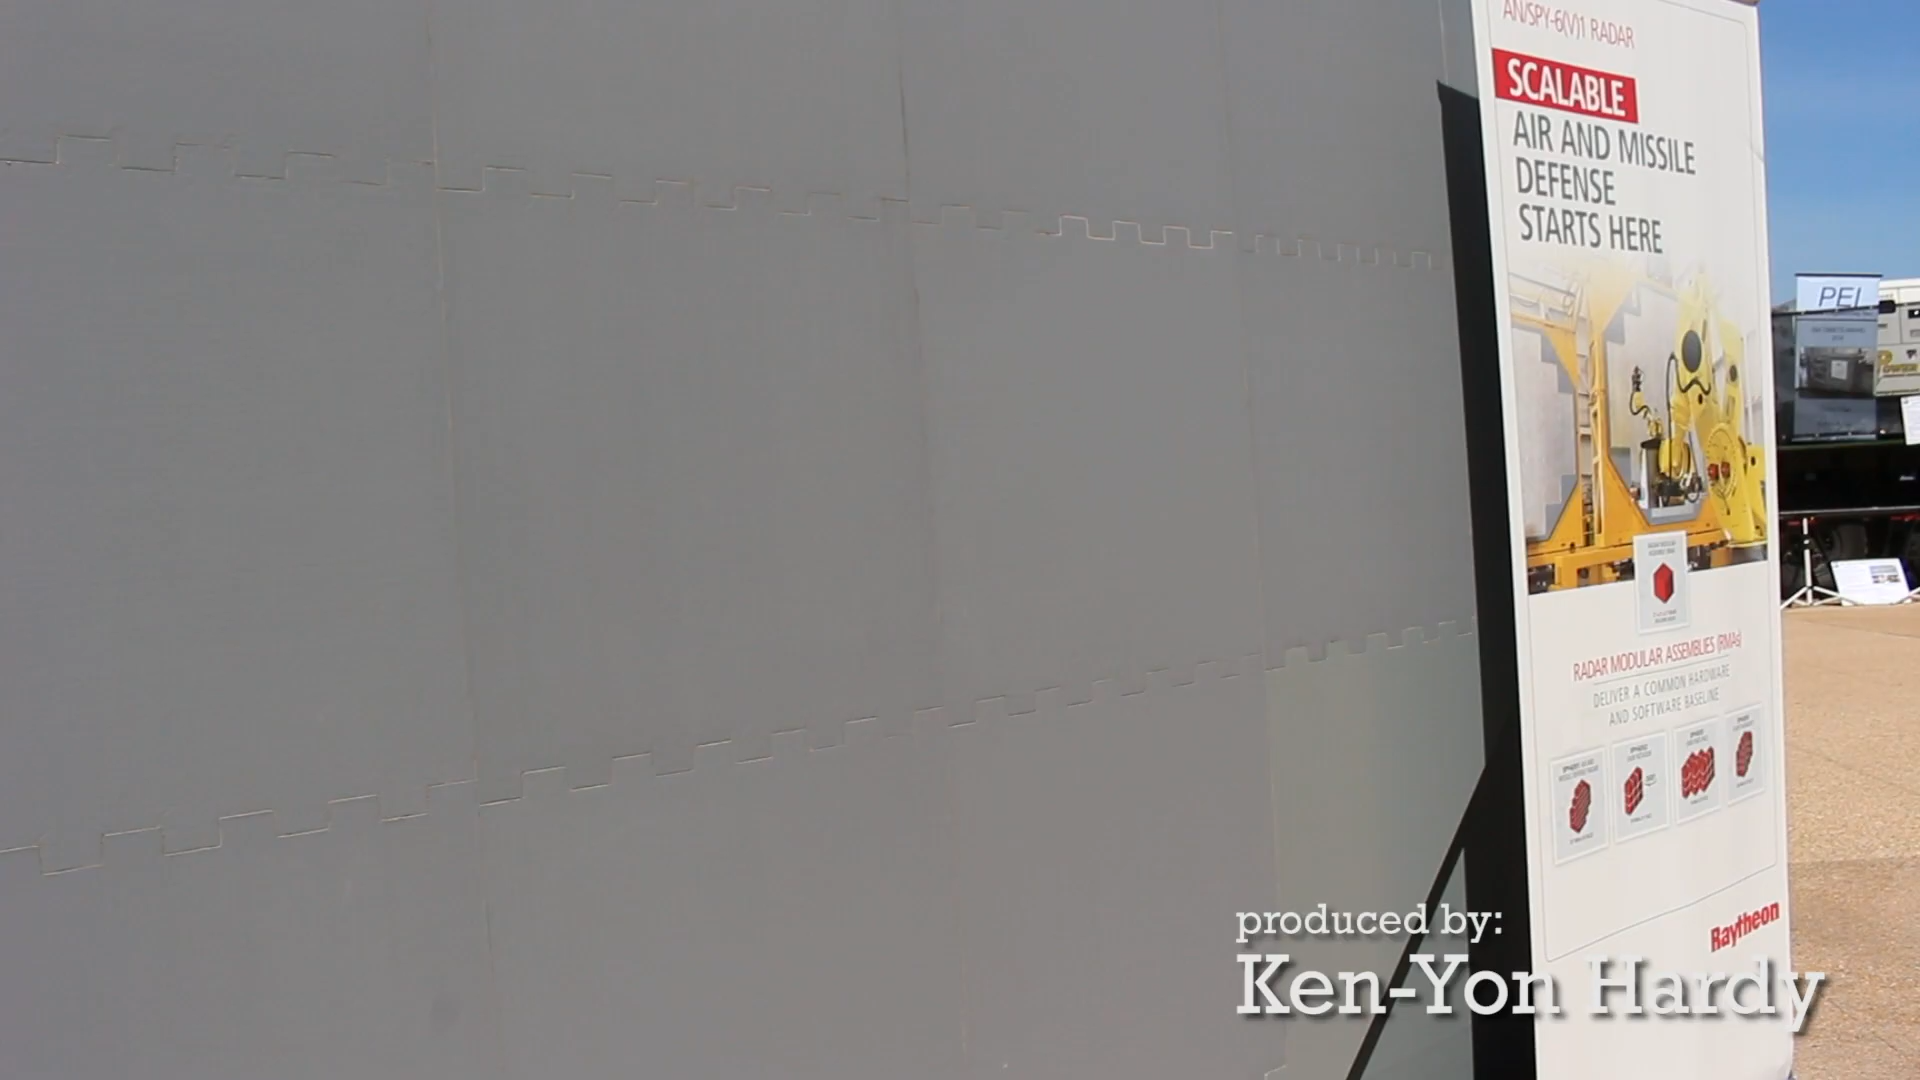 AN/SPY-6(V)1 RADAR
SCALABLE
AIR AND MISSILE
DEFENSE
STARTS HERE
RADAR MODULAR ASSEMBLIES (RMAs)
DELIVER A COMMON HARDWARE
AND SOFTWARE BASELINE
Raytheon
PEI
produced by:
Ken-Yon Hardy